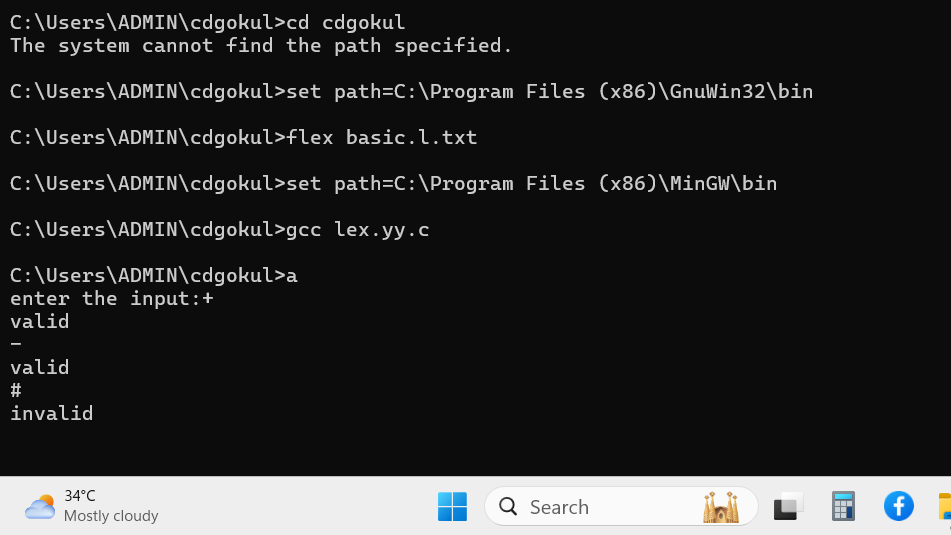 C:\Users\ADMIN\cdgokul>cd cdgokul
The system cannot find the path specified.
C:\Users\ADMIN\cdgokul>set path=C:\Program Files (x86)\GnuWin32\bin
C:\Users\ADMIN\cdgokul>flex basic.l.txt
C:\Users\ADMIN\cdgokul>set path=C:\Program Files (x86)\MinGW\bin
C:\Users\ADMIN\cdgokul>gcc lex.yy.c
C:\Users\ADMIN\cdgokul>a
enter the input:+
valid
-
valid
#
invalid
34°C
Mostly cloudy
Search